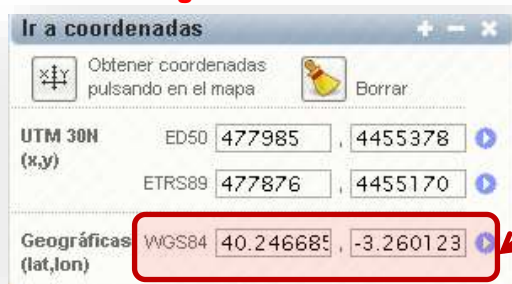 Ir a coordenadas
Obtener coordenadas
pulsando en el mapa
Borrar
UTM 30N
(x,y)
ED50 477985 , 4455378
ETRS89 477876 , 4455170
Geográficas
(lat,lon)
WGS84 40.246685 , -3.260123